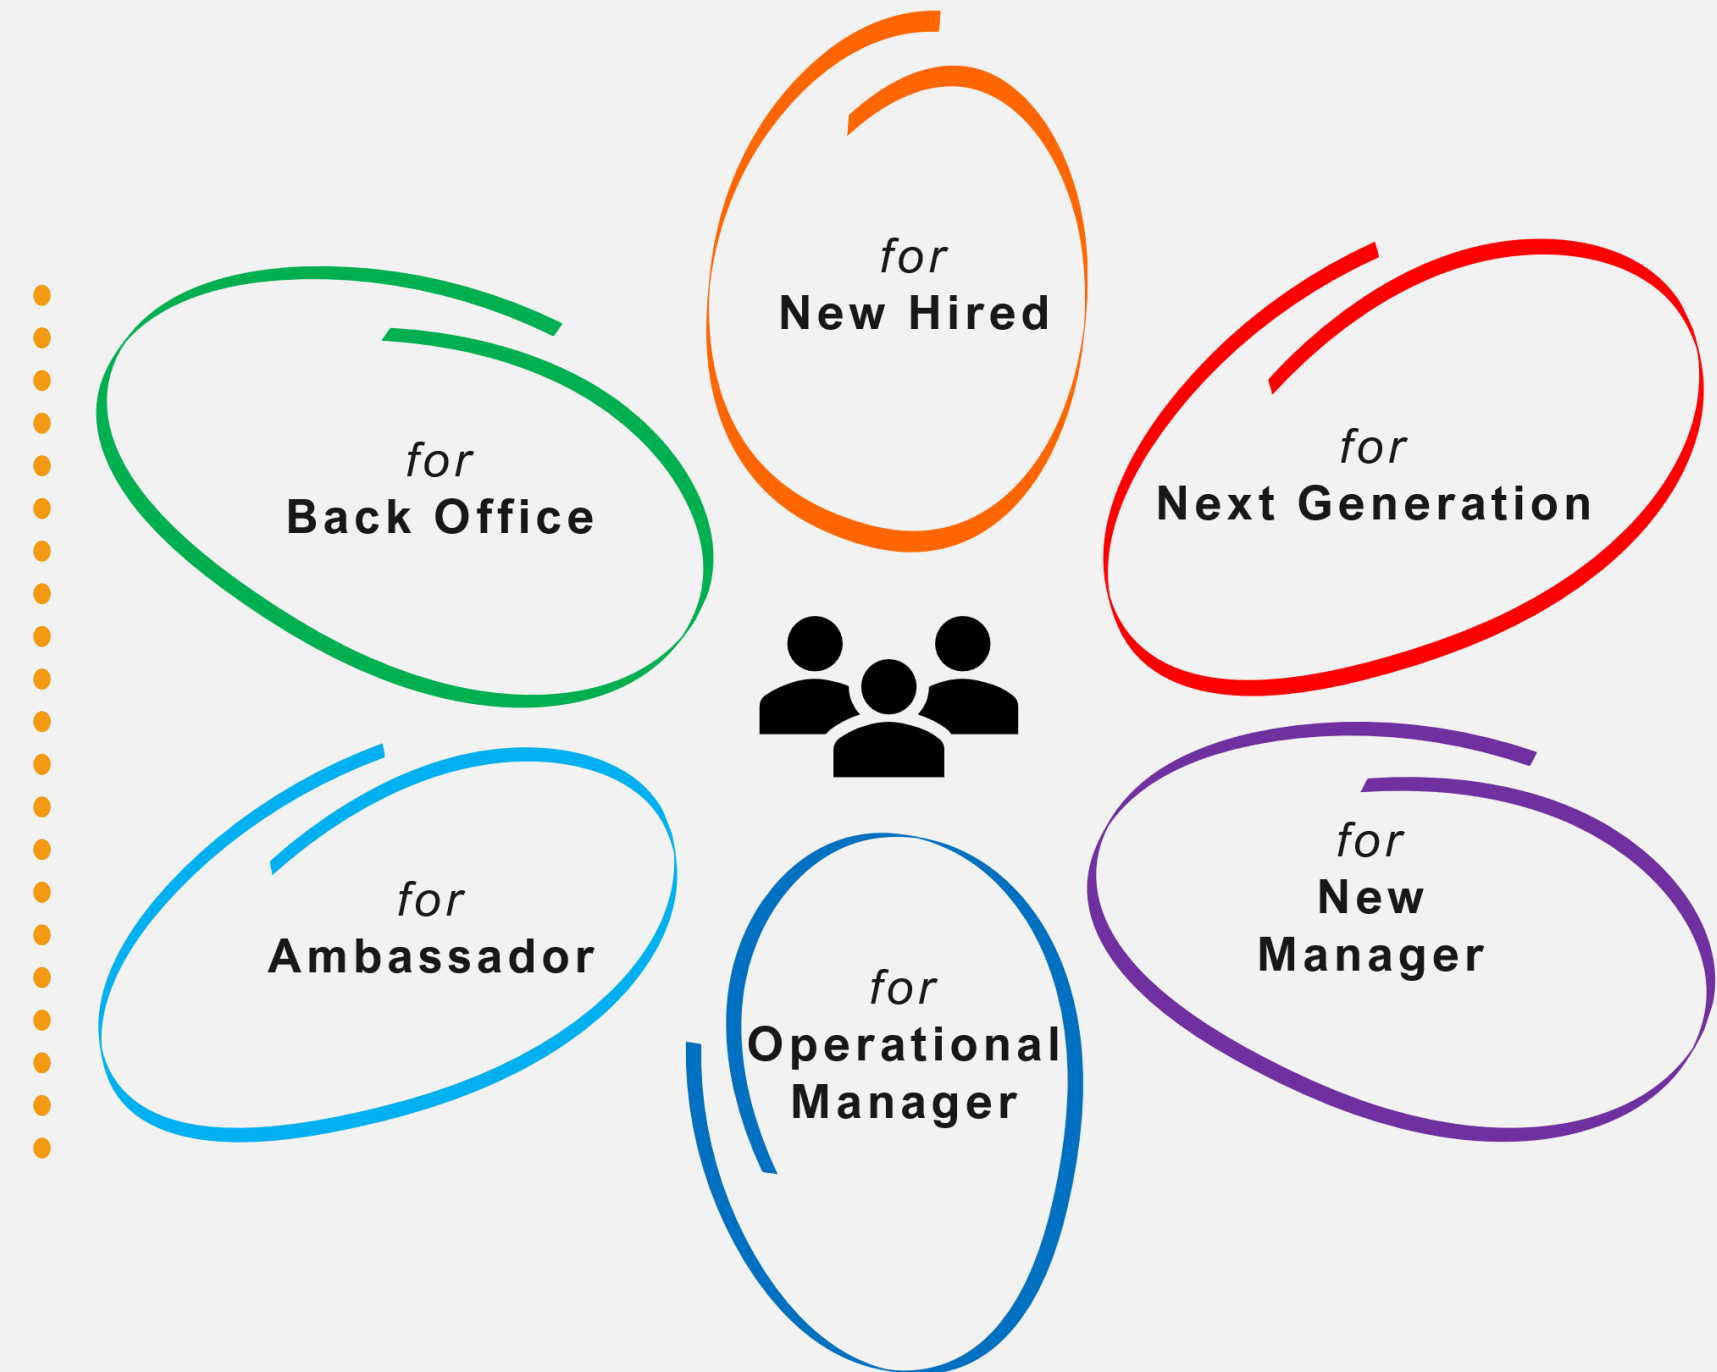 for
New Hired
for
Next Generation
for
New
Manager
for
Operational
Manager
for
Ambassador
for
Back Office